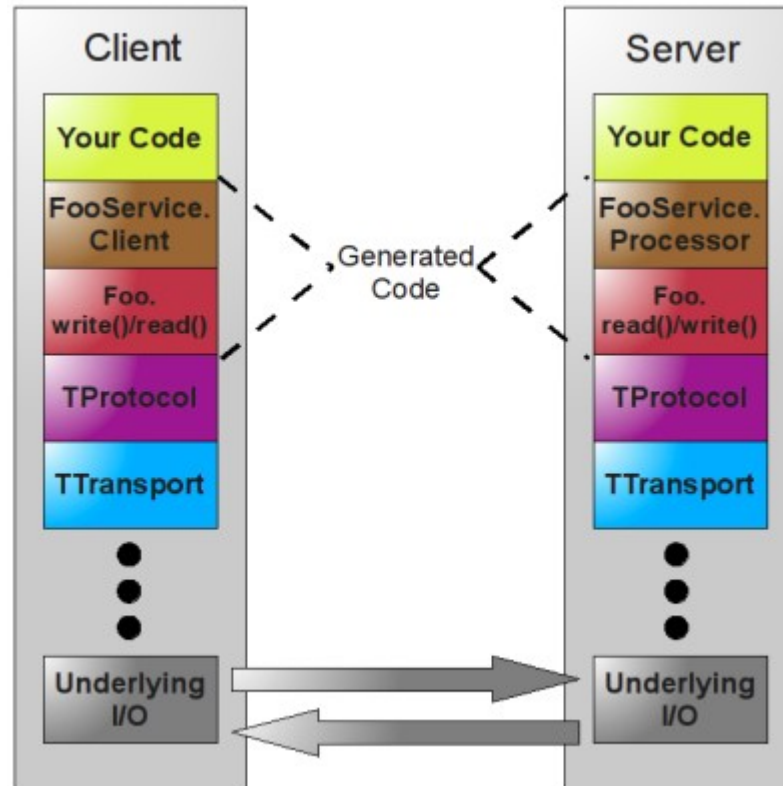 Client
Your Code
FooService.
Client
Foo.
write()/read()
TProtocol
TTransport
Underlying
I/O
Generated
Code
Server
Your Code
FooService.
Processor
Foo.
read()/write()
TProtocol
TTransport
Underlying
I/O